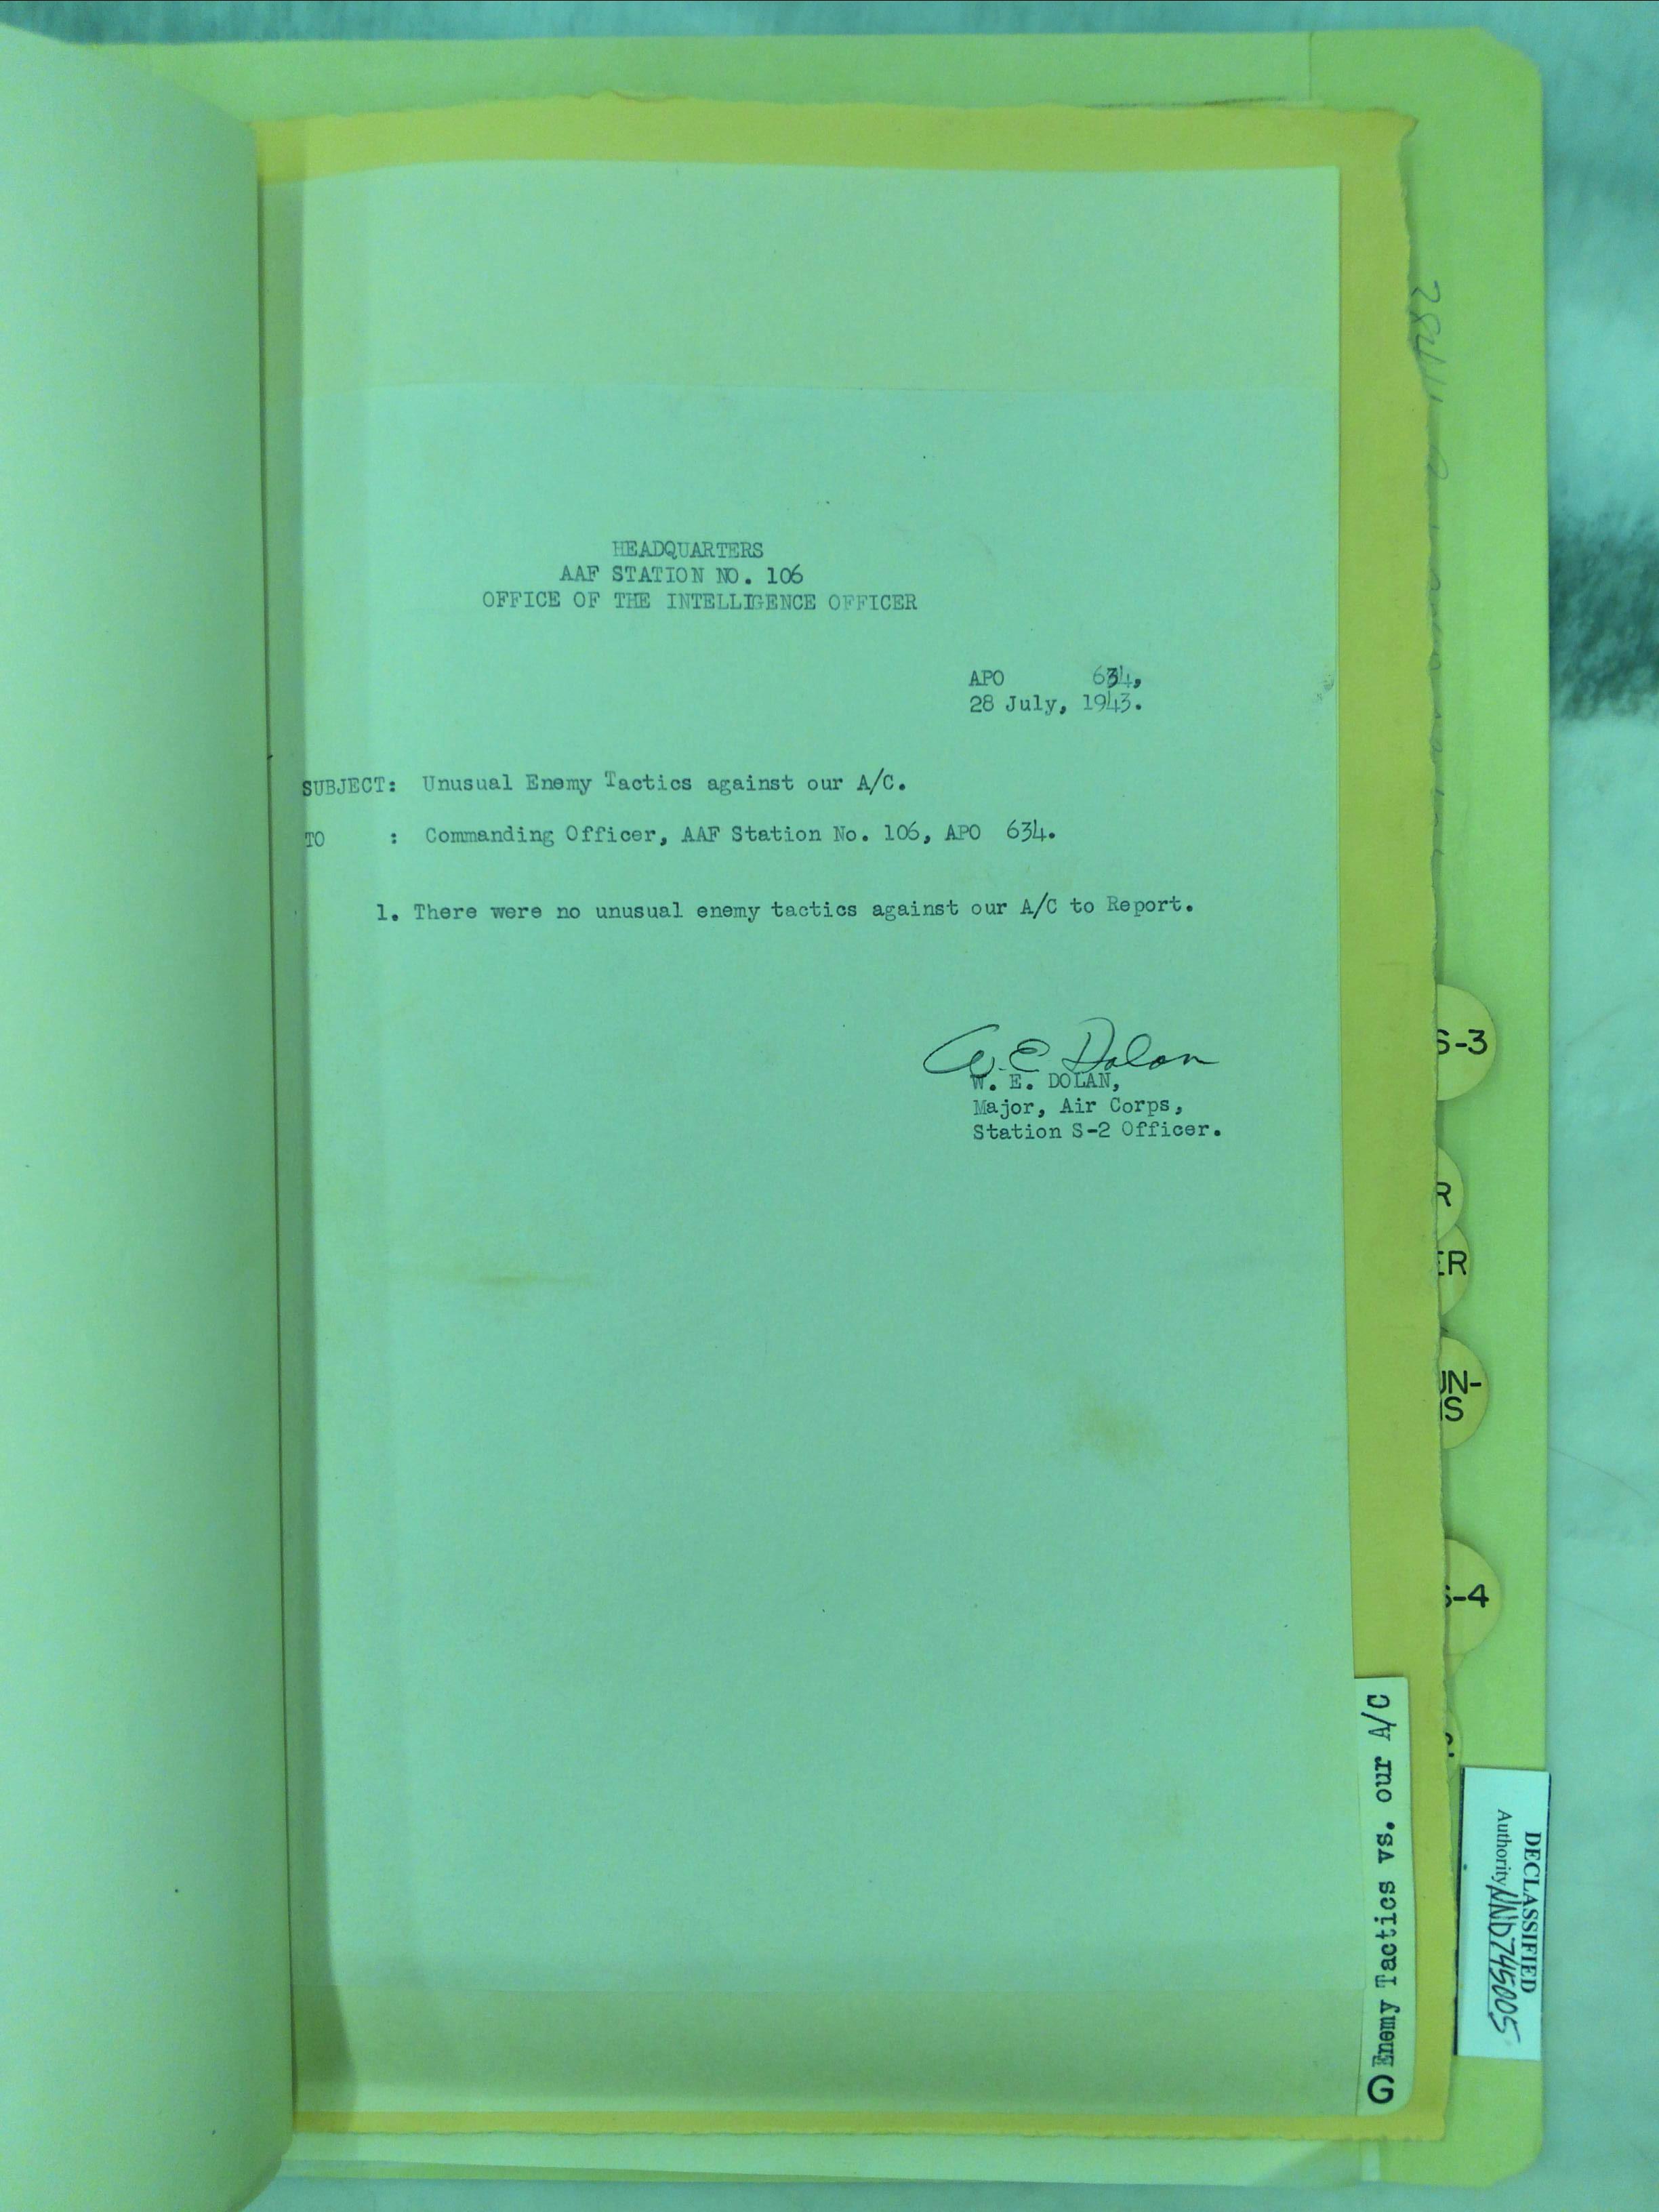 HEADQUARTERS
AAF STATION NO. 106
OFFICE OF THE INTELLIGENCE OFFICER
APO 634,
28 July, 1943.
SUBJECT: Unusual Enemy Tactics against our A/C.
TO : Commanding Officer, AAF Station No. 106, APO 634.
1. There were no unusual enemy tactics against our A/C to Report.
W. E. Dolan
W. E. DOLAN,
Major, Air Corps,
Station S-2 Officer.
S-3
R
ER
UN-
S-4
G Enemy Tactics vs. our A/C
DECLASSIFIED
Authority NND745005